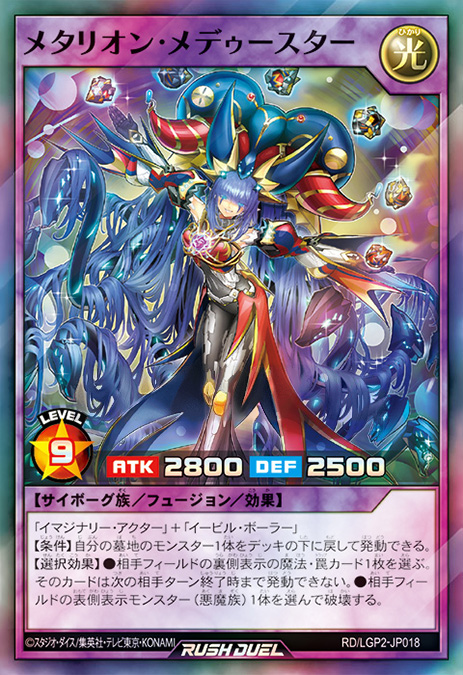 メタリオン・メデゥースター
ひかり
光
LEVEL
9
ATK 2800 DEF 2500
【サイボーグ族／フュージョン／効果】
「イマジナリー・アクター」＋「イービル・ボーラー」
【条件】自分の墓地のモンスター1体をデッキの下に戻して発動できる。
【選択効果】●相手フィールドの裏側表示の魔法・罠カード1枚を選ぶ。
そのカードは次の相手ターン終了時まで発動できない。●相手フィー
ルドの表側表示モンスター（悪魔族）1体を選んで破壊する。
©スタジオ・ダイス/集英社・テレビ東京・KONAMI
RUSH DUEL
RD/LGP2-JP018